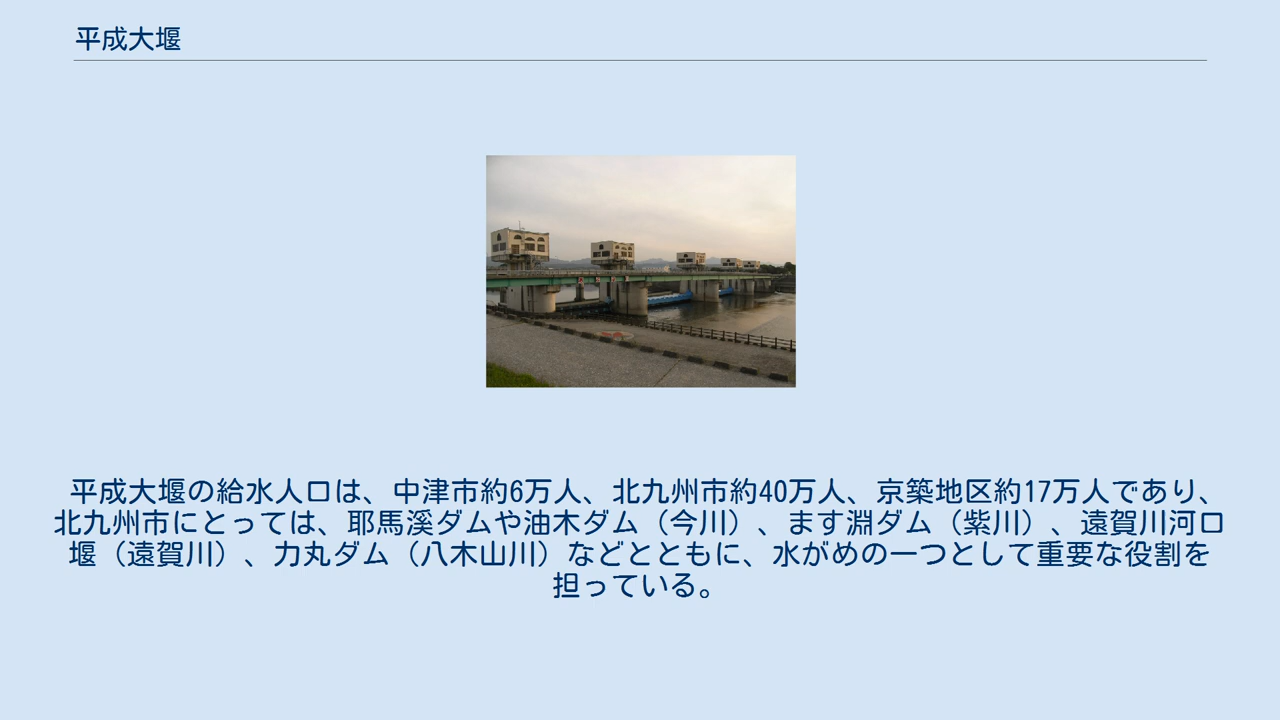 平成大堰
平成大堰の給水人口は、中津市約6万人、北九州市約40万人、京築地区約17万人であり、
北九州市にとっては、耶馬溪ダムや油木ダム（今川）、ます淵ダム（紫川）、遠賀川河口
堰（遠賀川）、力丸ダム（八木山川）などとともに、水がめの一つとして重要な役割を
担っている。